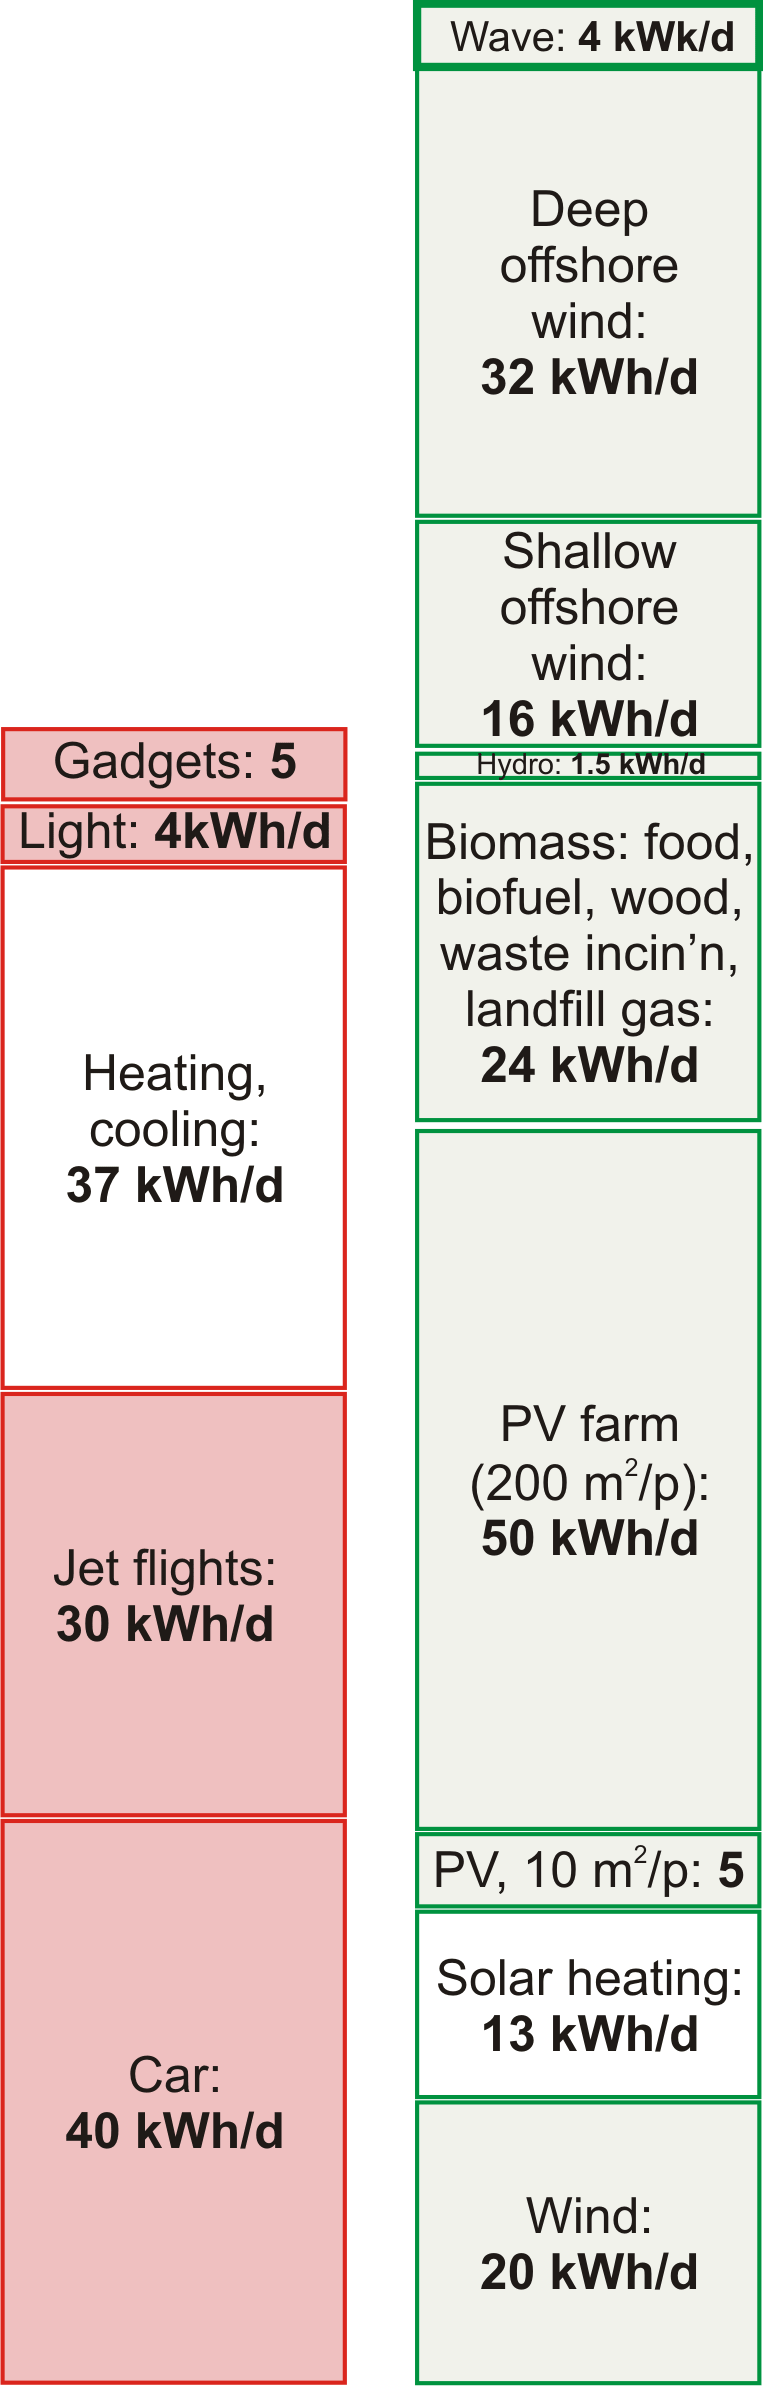 Gadgets: 5
Light: 4kWh/d
Heating,
cooling:
37 kWh/d
Jet flights:
30 kWh/d
Car:
40 kWh/d
Wave: 4 kWk/d
Deep
offshore
wind:
32 kWh/d
Shallow
offshore
wind:
16 kWh/d
Hydro: 1.5 kWh/d
Biomass: food,
biofuel, wood,
waste incin’n,
landfill gas:
24 kWh/d
PV farm
(200 m²/p):
50 kWh/d
PV, 10 m²/p: 5
Solar heating:
13 kWh/d
Wind:
20 kWh/d